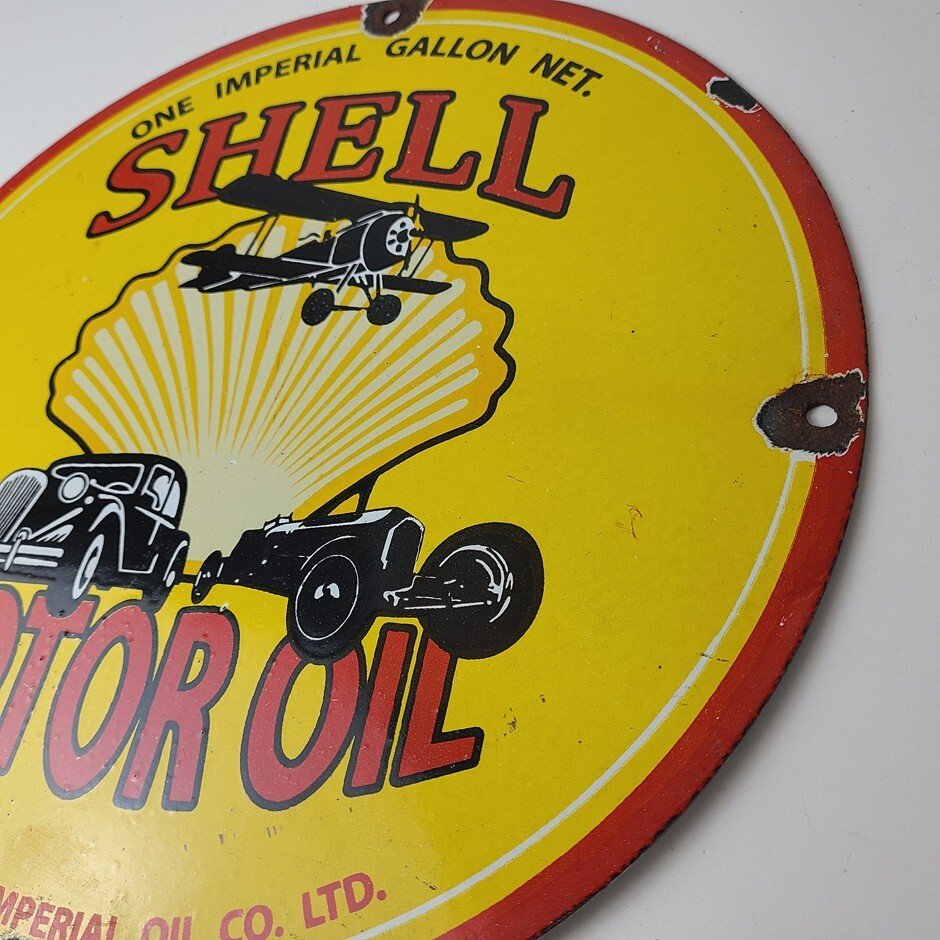 ONE IMPERIAL GALLON NET.
SHELL
OTOR OIL
MPERIAL OIL CO. LTD.